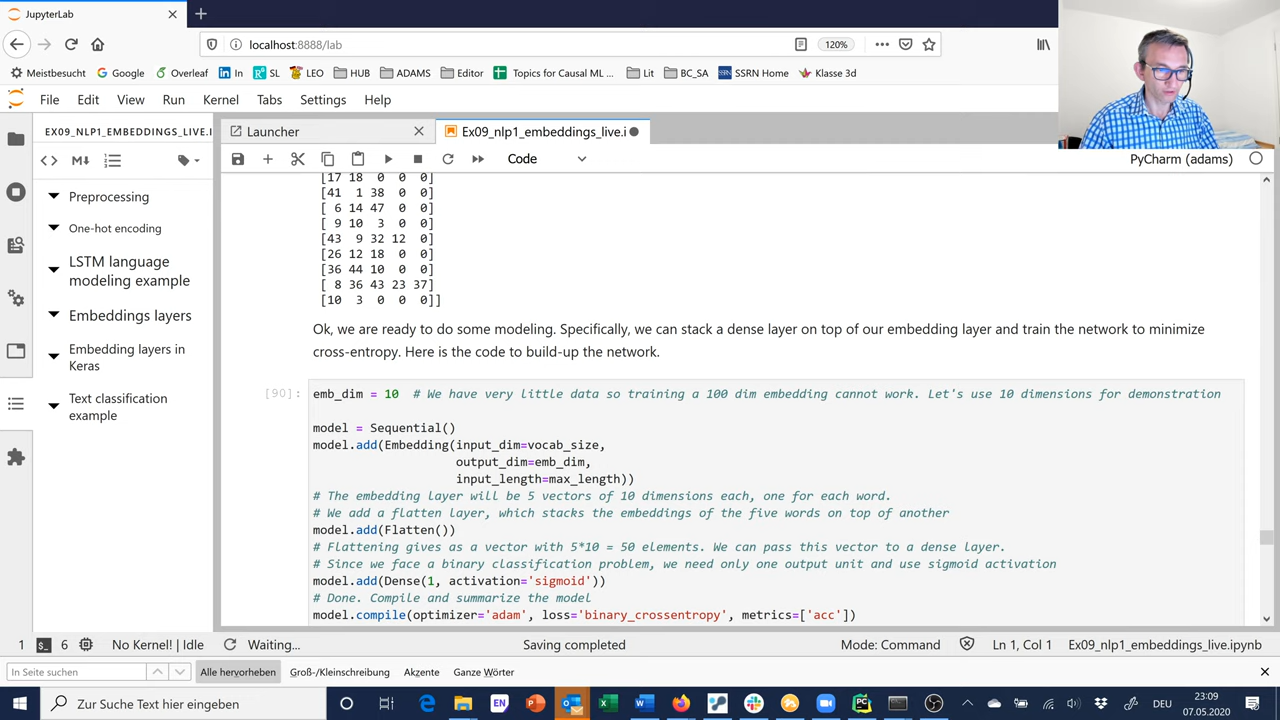 JupyterLab
localhost:8888/lab
120%
Meistbesucht
Google
Overleaf
In
SL
LEO
HUB
ADAMS
Editor
Topics for Causal ML ...
Lit
BC_SA
SSRN Home
Klasse 3d
File
Edit
View
Run
Kernel
Tabs
Settings
Help
EX09_NLP1_EMBEDDINGS_LIVE.I
Launcher
Ex09_nlp1_embeddings_live.i
Code
PyCharm (adams)
Preprocessing
One-hot encoding
LSTM language
modeling example
Embeddings layers
Embedding layers in
Keras
Text classification
example
[17 18 0 0 0]
[41 1 38 0 0]
[ 6 14 47 0 0]
[ 9 10 3 0 0]
[43 9 32 12 0]
[26 12 18 0 0]
[36 44 10 0 0]
[ 8 36 43 23 37]
[10 3 0 0 0]]
Ok, we are ready to do some modeling. Specifically, we can stack a dense layer on top of our embedding layer and train the network to minimize
cross-entropy. Here is the code to build-up the network.
[90]:
emb_dim = 10 # We have very little data so training a 100 dim embedding cannot work. Let's use 10 dimensions for demonstration
model = Sequential()
model.add(Embedding(input_dim=vocab_size,
output_dim=emb_dim,
input_length=max_length))
# The embedding layer will be 5 vectors of 10 dimensions each, one for each word.
# We add a flatten layer, which stacks the embeddings of the five words on top of another
model.add(Flatten())
# Flattening gives as a vector with 5*10 = 50 elements. We can pass this vector to a dense layer.
# Since we face a binary classification problem, we need only one output unit and use sigmoid activation
model.add(Dense(1, activation='sigmoid'))
# Done. Compile and summarize the model
model.compile(optimizer='adam', loss='binary_crossentropy', metrics=['acc'])
1
6
No Kernel! | Idle
Waiting...
Saving completed
Mode: Command
Ln 1, Col 1
Ex09_nlp1_embeddings_live.ipynb
In Seite suchen
Alle hervorheben
Groß-/Kleinschreibung
Akzente
Ganze Wörter
Zur Suche Text hier eingeben
EN
DEU
23:09
07.05.2020